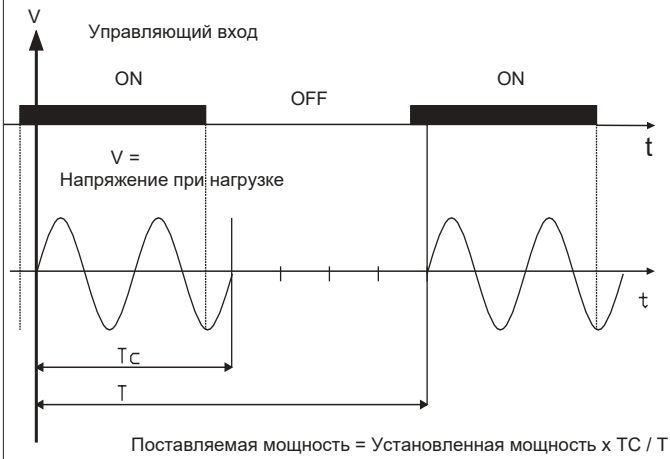 V
Управляющий вход
ON
OFF
ON
t
V =
Напряжение при нагрузке
t
Tc
T
Поставляемая мощность = Установленная мощность x TC / T